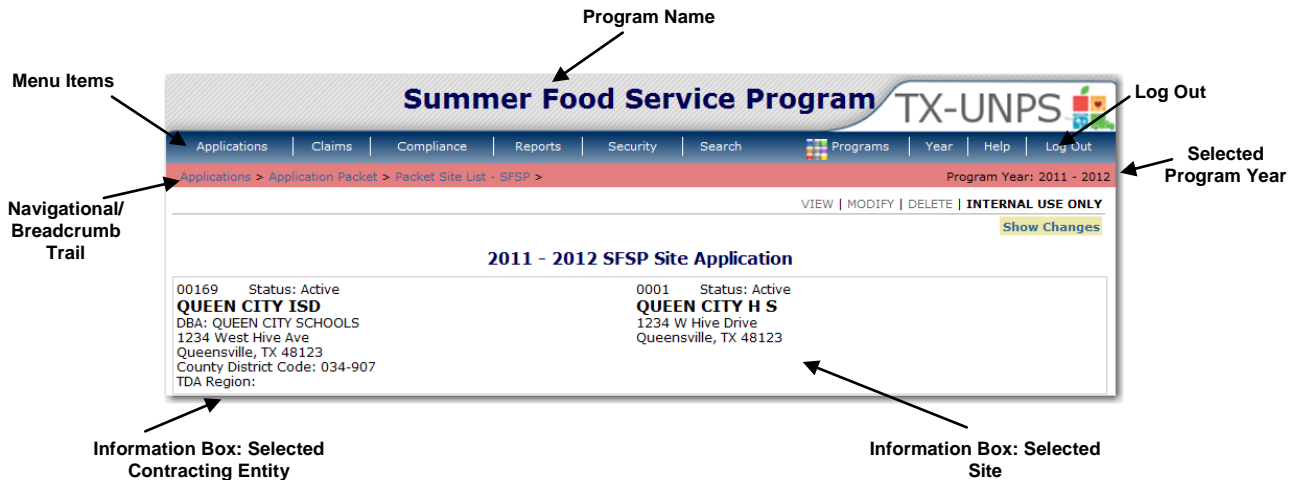 Program Name
Menu Items
Summer Food Service Program
TX-UNPS
Log Out
Applications | Claims | Compliance | Reports | Security | Search Programs | Year | Help | Log Out
Selected
Program Year
Applications > Application Packet > Packet Site List - SFSP >
Program Year: 2011 - 2012
Navigational/
Breadcrumb
Trail
VIEW | MODIFY | DELETE | INTERNAL USE ONLY
Show Changes
2011 - 2012 SFSP Site Application
00169 Status: Active
QUEEN CITY ISD
DBA: QUEEN CITY SCHOOLS
1234 West Hive Ave
Queensville, TX 48123
County District Code: 034-907
TDA Region:
0001 Status: Active
QUEEN CITY H S
1234 W Hive Drive
Queensville, TX 48123
Information Box: Selected
Contracting Entity
Information Box: Selected
Site